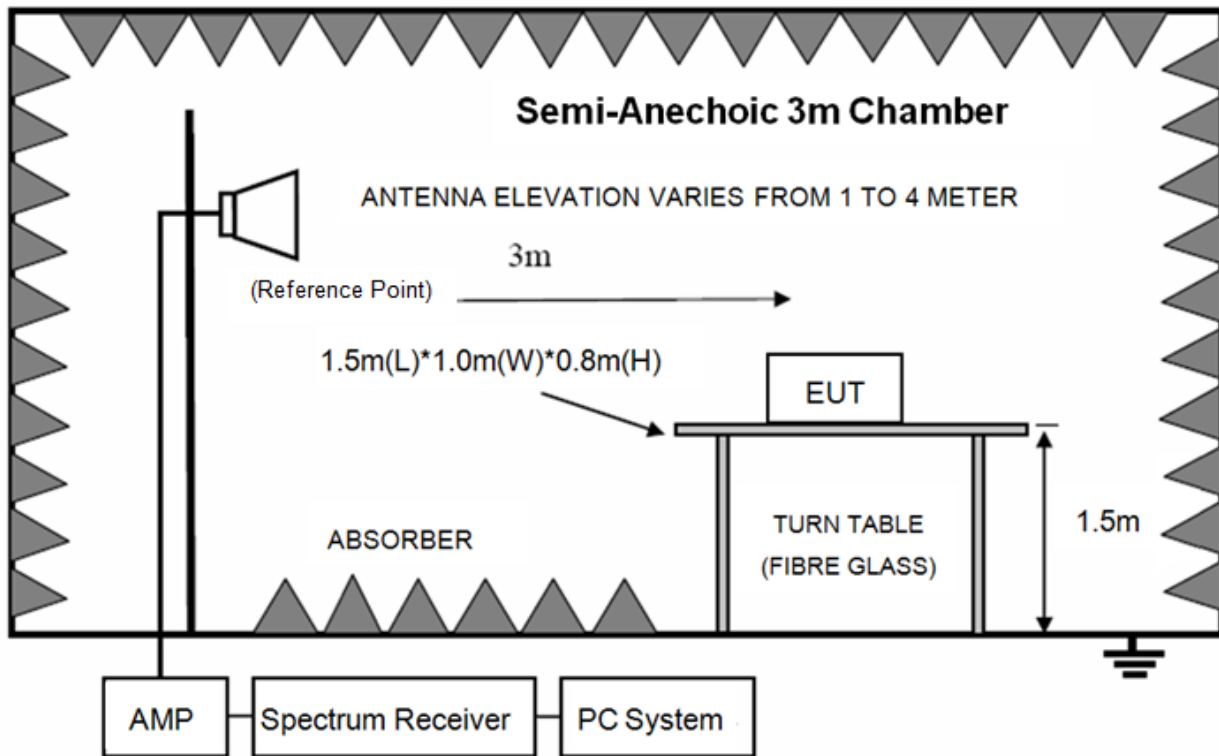 Semi-Anechoic 3m Chamber
ANTENNA ELEVATION VARIES FROM 1 TO 4 METER
3m
(Reference Point)
1.5m(L)*1.0m(W)*0.8m(H)
EUT
1.5m
TURN TABLE
(FIBRE GLASS)
ABSORBER
AMP
Spectrum Receiver
PC System